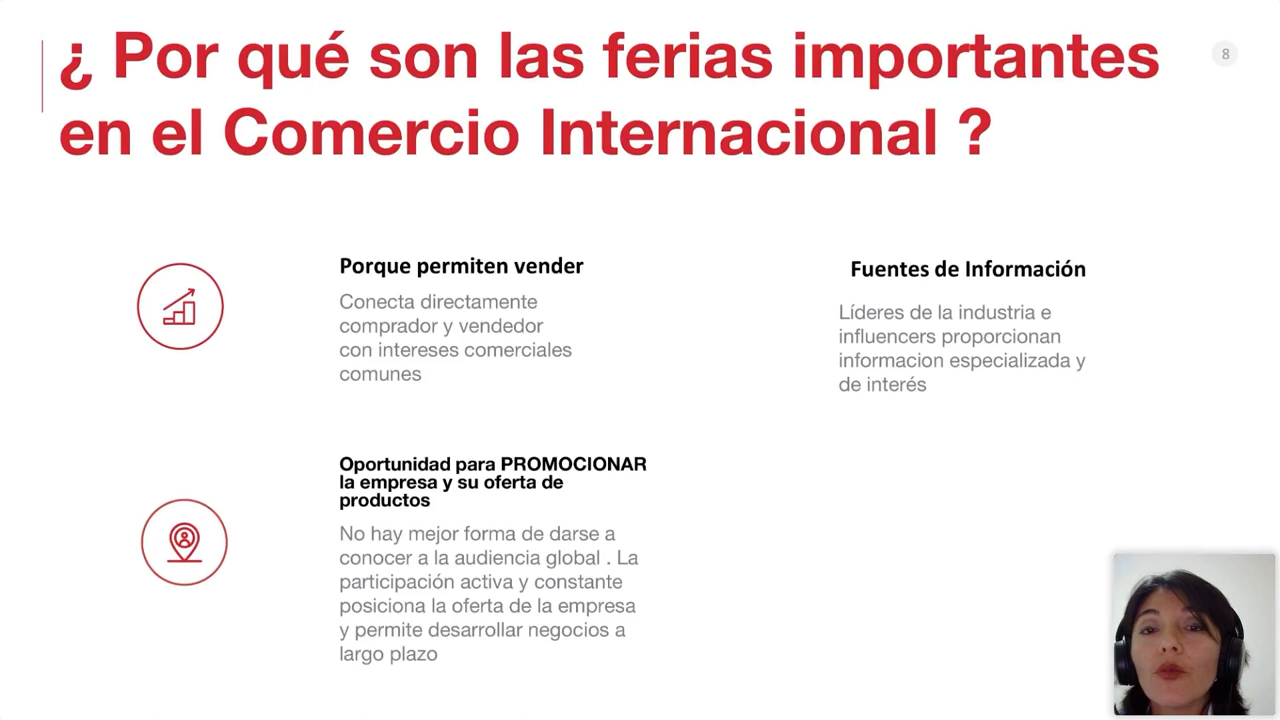 ¿ Por qué son las ferias importantes
en el Comercio Internacional ?
8
Porque permiten vender
Conecta directamente
comprador y vendedor
con intereses comerciales
comunes
Fuentes de Información
Líderes de la industria e
influencers proporcionan
informacion especializada y
de interés
Oportunidad para PROMOCIONAR
la empresa y su oferta de
productos
No hay mejor forma de darse a
conocer a la audiencia global . La
participación activa y constante
posiciona la oferta de la empresa
y permite desarrollar negocios a
largo plazo